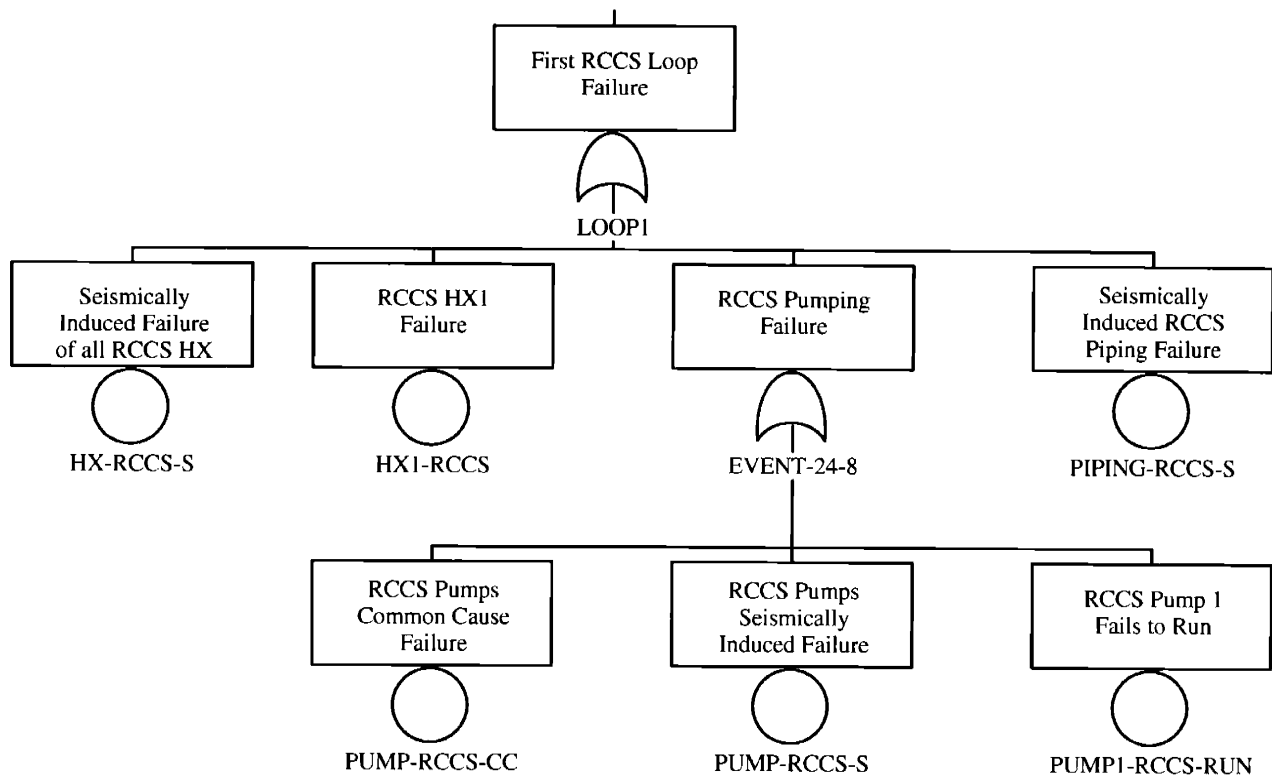 First RCCS Loop
Failure
LOOP1
Seismically
Induced Failure
of all RCCS HX
RCCS HX1
Failure
RCCS Pumping
Failure
Seismically
Induced RCCS
Piping Failure
HX-RCCS-S
HX1-RCCS
EVENT-24-8
PIPING-RCCS-S
RCCS Pumps
Common Cause
Failure
RCCS Pumps
Seismically
Induced Failure
RCCS Pump 1
Fails to Run
PUMP-RCCS-CC
PUMP-RCCS-S
PUMP1-RCCS-RUN